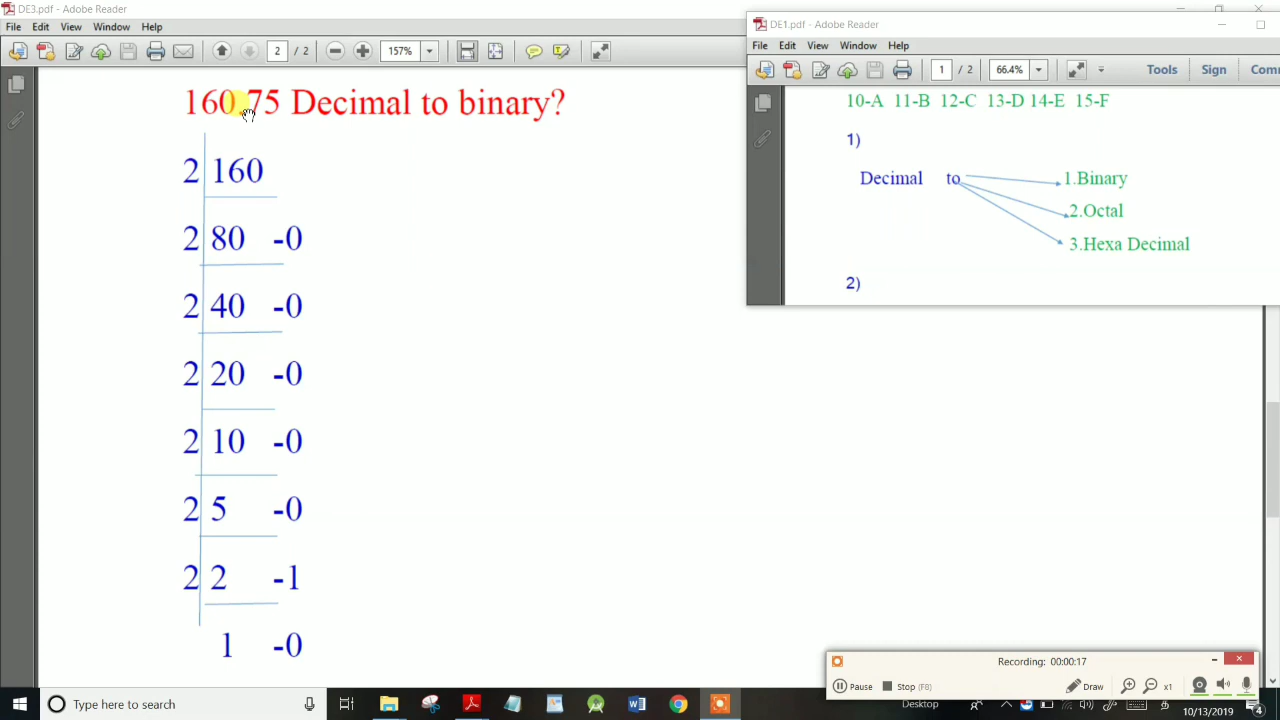 DE3.pdf - Adobe Reader
File Edit View Window Help
2 / 2 157%
160.75 Decimal to binary?
2 160
2 80 -0
2 40 -0
2 20 -0
2 10 -0
2 5 -0
2 2 -1
1 -0
DE1.pdf - Adobe Reader
File Edit View Window Help
1 / 2 66.4% Tools Sign Com
10-A 11-B 12-C 13-D 14-E 15-F
1)
Decimal to 1.Binary
2.Octal
3.Hexa Decimal
2)
Recording: 00:00:17
Pause Stop (F8) Draw x1
Type here to search
Desktop
10/13/2019